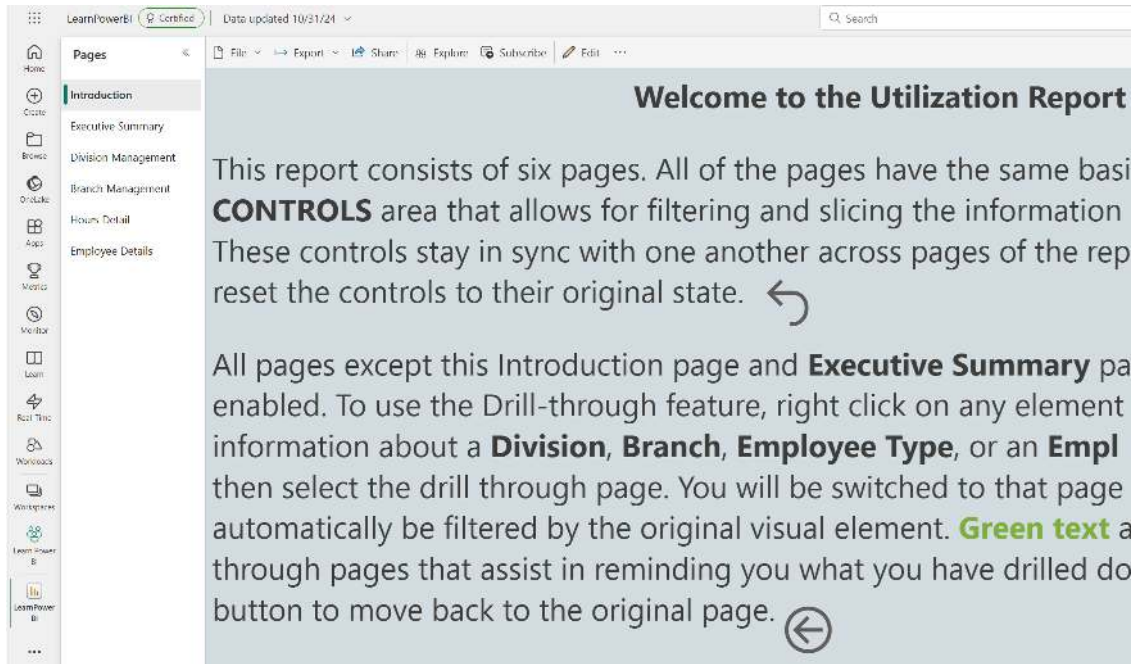 LearnPowerBI Certified Data updated 10/31/24
Search
Home
Create
Browse
OneLake
Apps
Metrics
Monitor
Learn
Real-Time
Workloads
Workspaces
Learn Power
BI
LearnPower
BI
Pages
Introduction
Executive Summary
Division Management
Branch Management
Hours Detail
Employee Details
File Export Share Explore Subscribe Edit ...
Welcome to the Utilization Report
This report consists of six pages. All of the pages have the same basi
CONTROLS area that allows for filtering and slicing the information
These controls stay in sync with one another across pages of the rep
reset the controls to their original state.
All pages except this Introduction page and Executive Summary pa
enabled. To use the Drill-through feature, right click on any element
information about a Division, Branch, Employee Type, or an Empl
then select the drill through page. You will be switched to that page
automatically be filtered by the original visual element. Green text a
through pages that assist in reminding you what you have drilled do
button to move back to the original page.